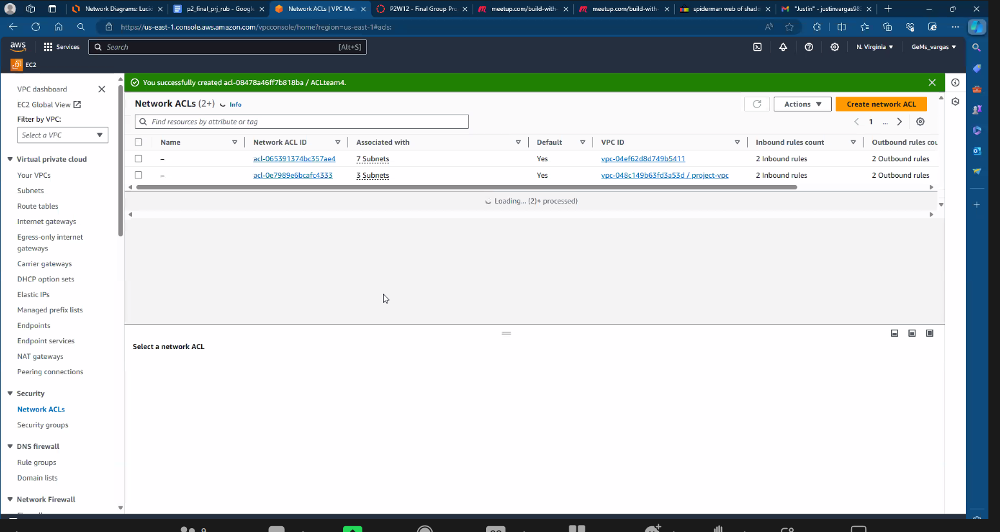 Network Diagrams: Lucic
p2_final_prj_rub - Google
Network ACLs | VPC Man
P2W12 - Final Group Pro
meetup.com/build-with-
meetup.com/build-with-
spiderman web of shado
"Justin" - justinvargas98
https://us-east-1.console.aws.amazon.com/vpcconsole/home?region=us-east-1#acls:
aws
Services
Search
[Alt+S]
N. Virginia
GeMs_vargas
EC2
VPC dashboard
EC2 Global View
Filter by VPC:
Select a VPC
Virtual private cloud
Your VPCs
Subnets
Route tables
Internet gateways
Egress-only internet
gateways
Carrier gateways
DHCP option sets
Elastic IPs
Managed prefix lists
Endpoints
Endpoint services
NAT gateways
Peering connections
Security
Network ACLs
Security groups
DNS firewall
Rule groups
Domain lists
Network Firewall
You successfully created acl-08478a46ff7b818ba / ACLteam4.
Network ACLs (2+) Info
Actions
Create network ACL
Find resources by attribute or tag
1 ...
Name Network ACL ID Associated with Default VPC ID Inbound rules count Outbound rules cou
– acl-065391374bc357ae4 7 Subnets Yes vpc-04ef62d8d749b5411 2 Inbound rules 2 Outbound rules
– acl-0e7989e6bcafc4333 3 Subnets Yes vpc-048c149b63fd3a53d / project-vpc 2 Inbound rules 2 Outbound rules
Loading... (2)+ processed)
Select a network ACL